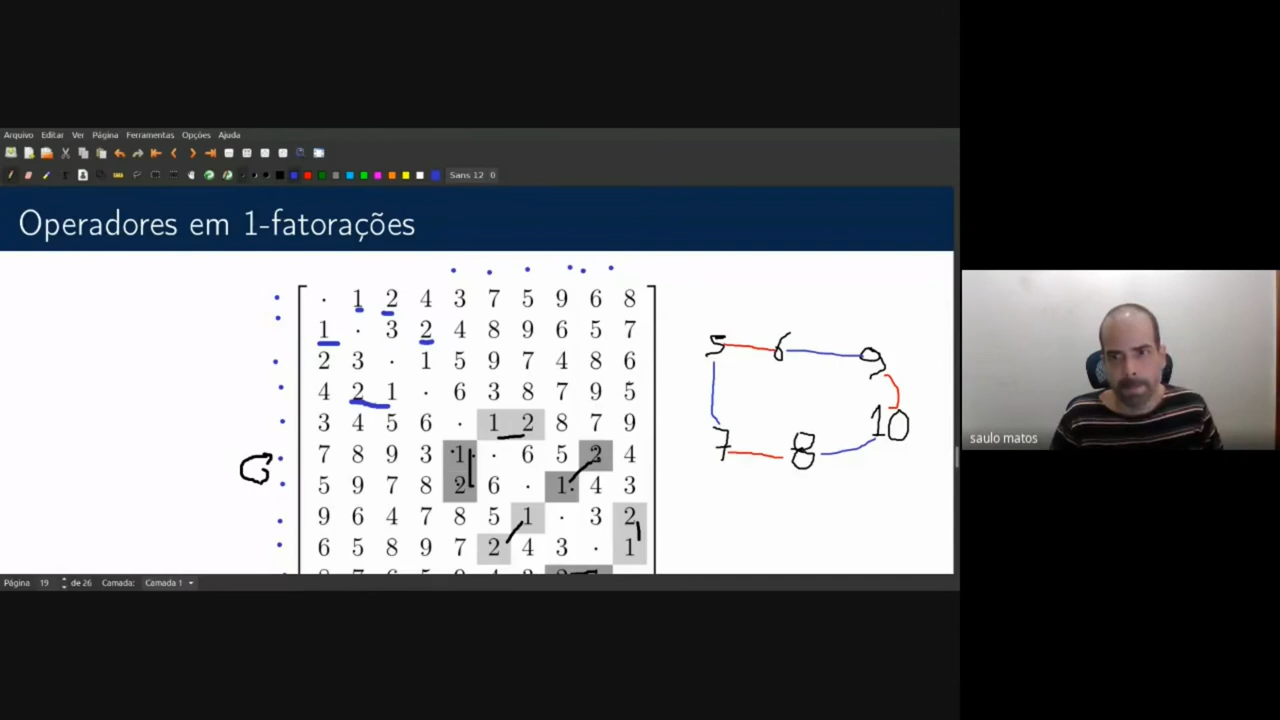 Arquivo Editar Ver Página Ferramentas Opções Ajuda
Sans 12 0
Operadores em 1-fatorações
· 1 2 4 3 7 5 9 6 8
1 · 3 2 4 8 9 6 5 7
2 3 · 1 5 9 7 4 8 6
4 2 1 · 6 3 8 7 9 5
3 4 5 6 · 1 2 8 7 9
7 8 9 3 1 · 6 5 2 4
5 9 7 8 2 6 · 1 4 3
9 6 4 7 8 5 1 · 3 2
6 5 8 9 7 2 4 3 · 1
5 6 9
10
7 8
saulo matos
Página 19 de 26 Camada: Camada 1